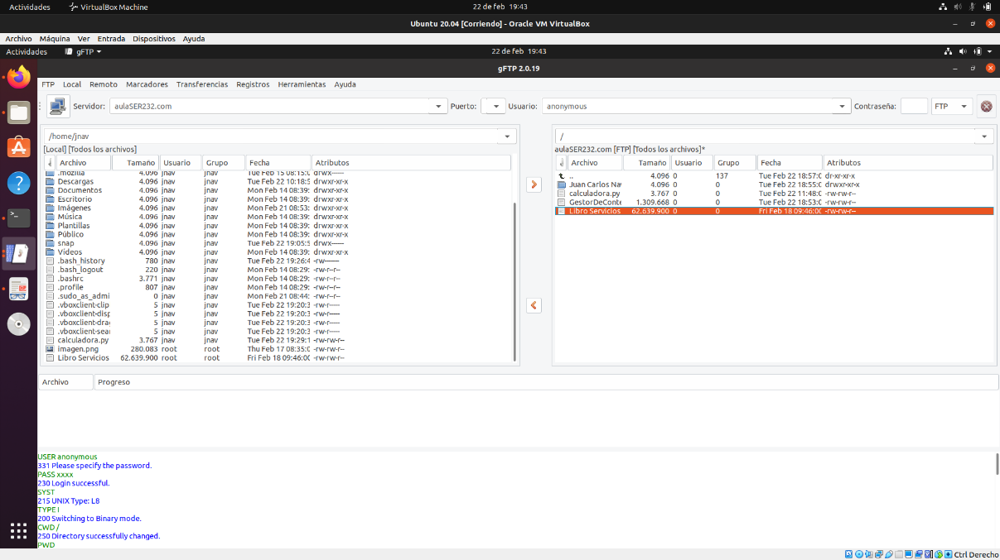 Actividades VirtualBox Machine 22 de feb 19:43
Ubuntu 20.04 [Corriendo] - Oracle VM VirtualBox
Archivo Máquina Ver Entrada Dispositivos Ayuda
Actividades gFTP 22 de feb 19:43
gFTP 2.0.19
FTP Local Remoto Marcadores Transferencias Registros Herramientas Ayuda
Servidor: aulaSER232.com Puerto: Usuario: anonymous Contraseña: FTP
/home/jnav
[Local] [Todos los archivos]
Archivo Tamaño Usuario Grupo Fecha Atributos
.mozilla 4.096 jnav jnav Tue Feb 15 08:15:0 drwx------
Descargas 4.096 jnav jnav Tue Feb 22 10:18:5 drwxr-xr-x
Documentos 4.096 jnav jnav Mon Feb 14 08:39: drwxr-xr-x
Escritorio 4.096 jnav jnav Mon Feb 14 08:39: drwxr-xr-x
Imágenes 4.096 jnav jnav Mon Feb 21 08:53: drwxr-xr-x
Música 4.096 jnav jnav Mon Feb 14 08:39: drwxr-xr-x
Plantillas 4.096 jnav jnav Mon Feb 14 08:39: drwxr-xr-x
Público 4.096 jnav jnav Mon Feb 14 08:39: drwxr-xr-x
snap 4.096 jnav jnav Tue Feb 22 19:05:5 drwx------
Vídeos 4.096 jnav jnav Mon Feb 14 08:39: drwxr-xr-x
.bash_history 780 jnav jnav Tue Feb 22 19:26:4 -rw-------
.bash_logout 220 jnav jnav Mon Feb 14 08:29: -rw-r--r--
.bashrc 3.771 jnav jnav Mon Feb 14 08:29: -rw-r--r--
.profile 807 jnav jnav Mon Feb 14 08:29: -rw-r--r--
.sudo_as_admi 0 jnav jnav Mon Feb 21 08:44: -rw-r--r--
.vboxclient-clip 5 jnav jnav Tue Feb 22 19:20:3 -rw-r-----
.vboxclient-disp 5 jnav jnav Tue Feb 22 19:20:3 -rw-r-----
.vboxclient-dra 5 jnav jnav Tue Feb 22 19:20:3 -rw-r-----
.vboxclient-sea 5 jnav jnav Tue Feb 22 19:20:3 -rw-r-----
calculadora.py 3.767 jnav jnav Tue Feb 22 19:29:1 -rw-rw-r--
imagen.png 280.083 root root Thu Feb 17 08:35:0 -rw-rw-r--
Libro Servicios 62.639.900 root root Fri Feb 18 09:46:00 -rw-rw-r--
/
aulaSER232.com [FTP] [Todos los archivos]*
Archivo Tamaño Usuario Grupo Fecha Atributos
.. 4.096 0 137 Tue Feb 22 18:57:0 dr-xr-xr-x
Juan Carlos Na 4.096 0 0 Tue Feb 22 18:55:0 drwxr-xr-x
calculadora.py 3.767 0 0 Tue Feb 22 11:48:0 -rw-rw-r--
GestorDeConte 1.309.668 0 0 Tue Feb 22 18:53:0 -rw-rw-r--
Libro Servicios 62.639.900 0 0 Fri Feb 18 09:46:00 -rw-rw-r--
Archivo Progreso
USER anonymous
331 Please specify the password.
PASS xxxx
230 Login successful.
SYST
215 UNIX Type: L8
TYPE I
200 Switching to Binary mode.
CWD /
250 Directory successfully changed.
PWD
Ctrl Derecho